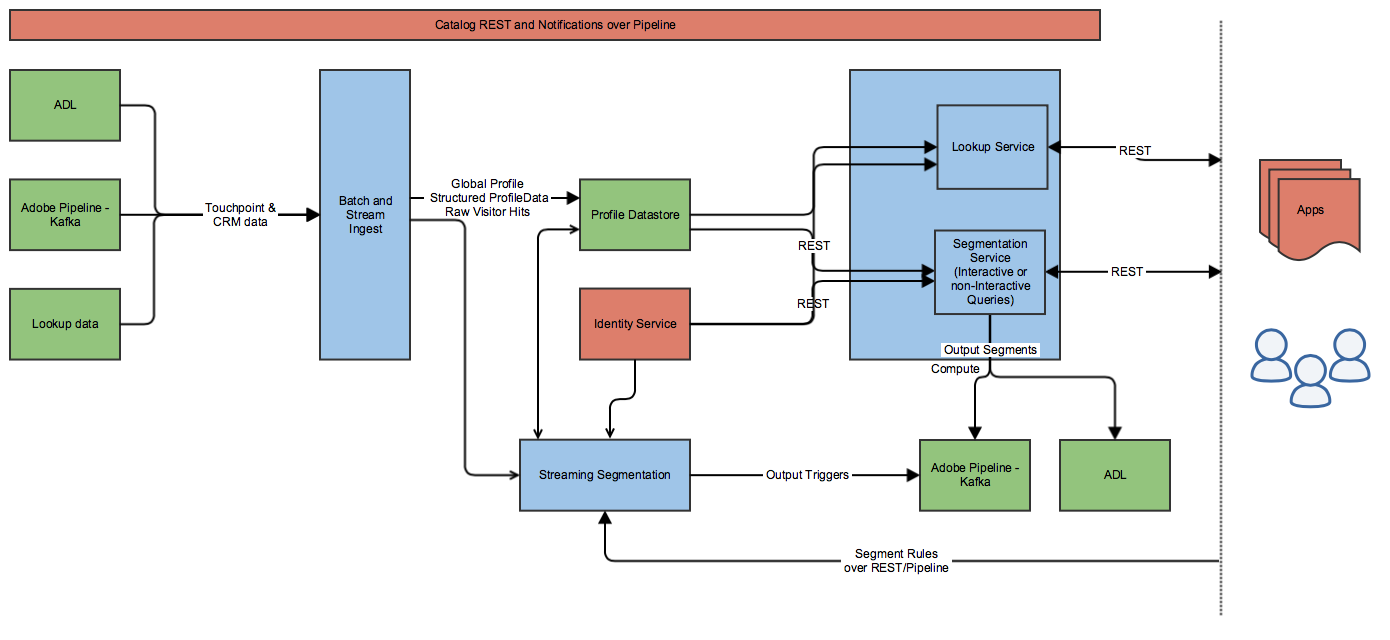 Catalog REST and Notifications over Pipeline
ADL
Adobe Pipeline -
Kafka
Lookup data
Touchpoint &
CRM data
Batch and
Stream
Ingest
Global Profile
Structured ProfileData
Raw Visitor Hits
Profile Datastore
Identity Service
REST
REST
Lookup Service
Segmentation
Service
(Interactive or
non-Interactive
Queries)
REST
REST
Apps
Output Segments
Compute
Streaming Segmentation
Output Triggers
Adobe Pipeline -
Kafka
ADL
Segment Rules
over REST/Pipeline